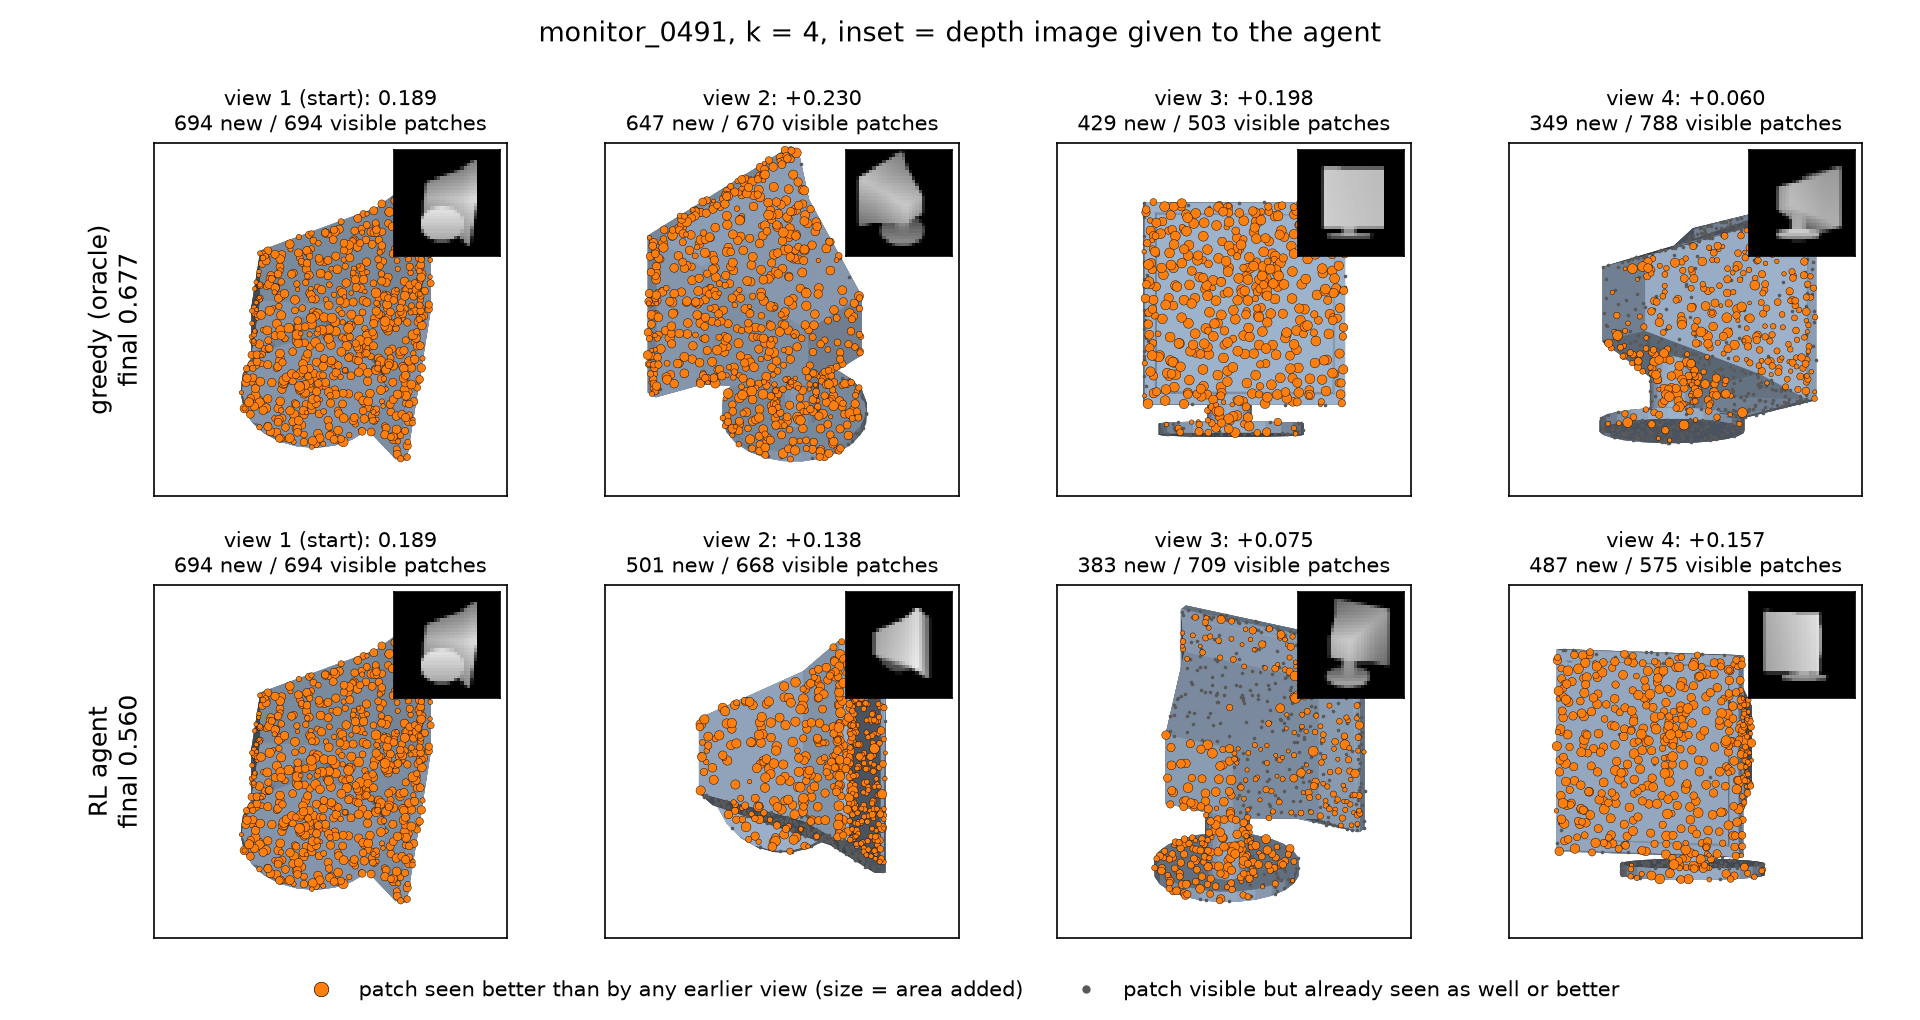 monitor_0491, k = 4, inset = depth image given to the agent
view 1 (start): 0.189
694 new / 694 visible patches
view 2: +0.230
647 new / 670 visible patches
view 3: +0.198
429 new / 503 visible patches
view 4: +0.060
349 new / 788 visible patches
greedy (oracle)
final 0.677
view 1 (start): 0.189
694 new / 694 visible patches
view 2: +0.138
501 new / 668 visible patches
view 3: +0.075
383 new / 709 visible patches
view 4: +0.157
487 new / 575 visible patches
RL agent
final 0.560
patch seen better than by any earlier view (size = area added)
patch visible but already seen as well or better